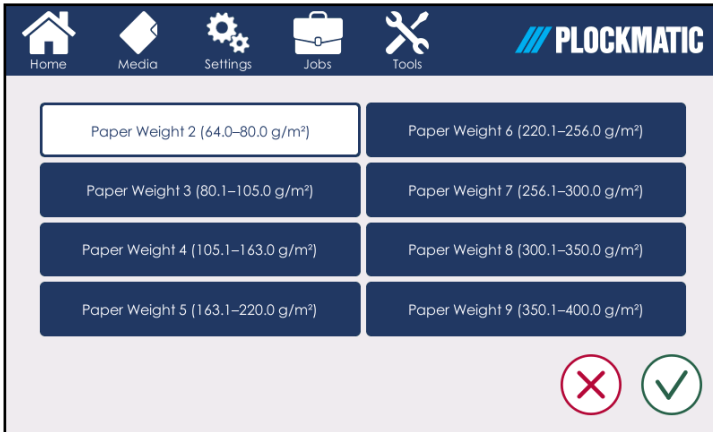 PLOCKMATIC
Home
Media
Settings
Jobs
Tools
Paper Weight 2 (64.0–80.0 g/m²)
Paper Weight 6 (220.1–256.0 g/m²)
Paper Weight 3 (80.1–105.0 g/m²)
Paper Weight 7 (256.1–300.0 g/m²)
Paper Weight 4 (105.1–163.0 g/m²)
Paper Weight 8 (300.1–350.0 g/m²)
Paper Weight 5 (163.1–220.0 g/m²)
Paper Weight 9 (350.1–400.0 g/m²)